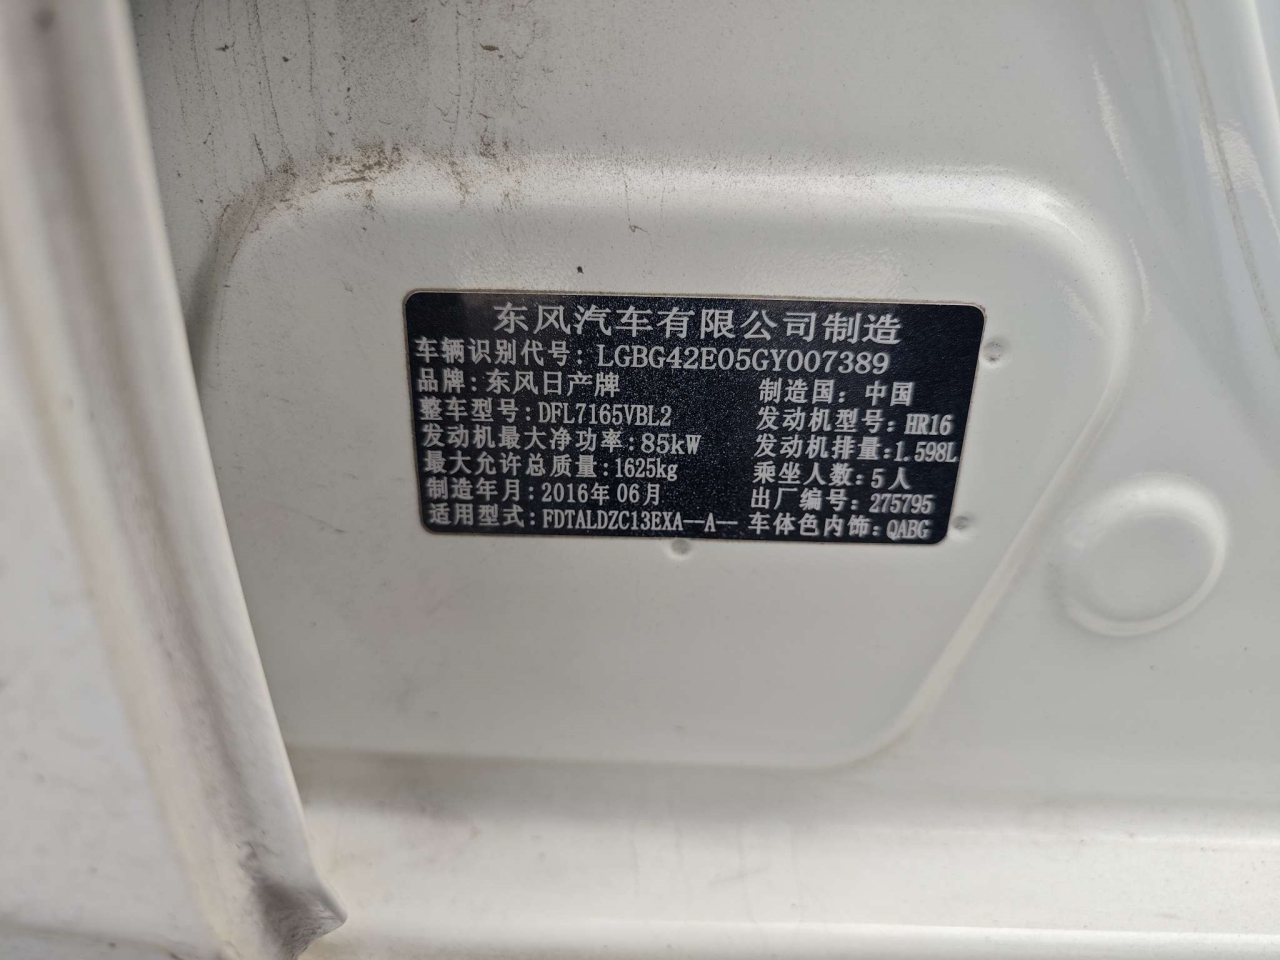 东风汽车有限公司制造
车辆识别代号：LGBG42E05GY007389
品牌：东风日产牌 制造国：中国
整车型号：DFL7165VBL2 发动机型号：HR16
发动机最大净功率：85kW 发动机排量：1.598L
最大允许总质量：1625kg 乘坐人数：5人
制造年月：2016年06月 出厂编号：275795
适用型式：FDTALDZC13EXA--A-- 车体色内饰：QABG